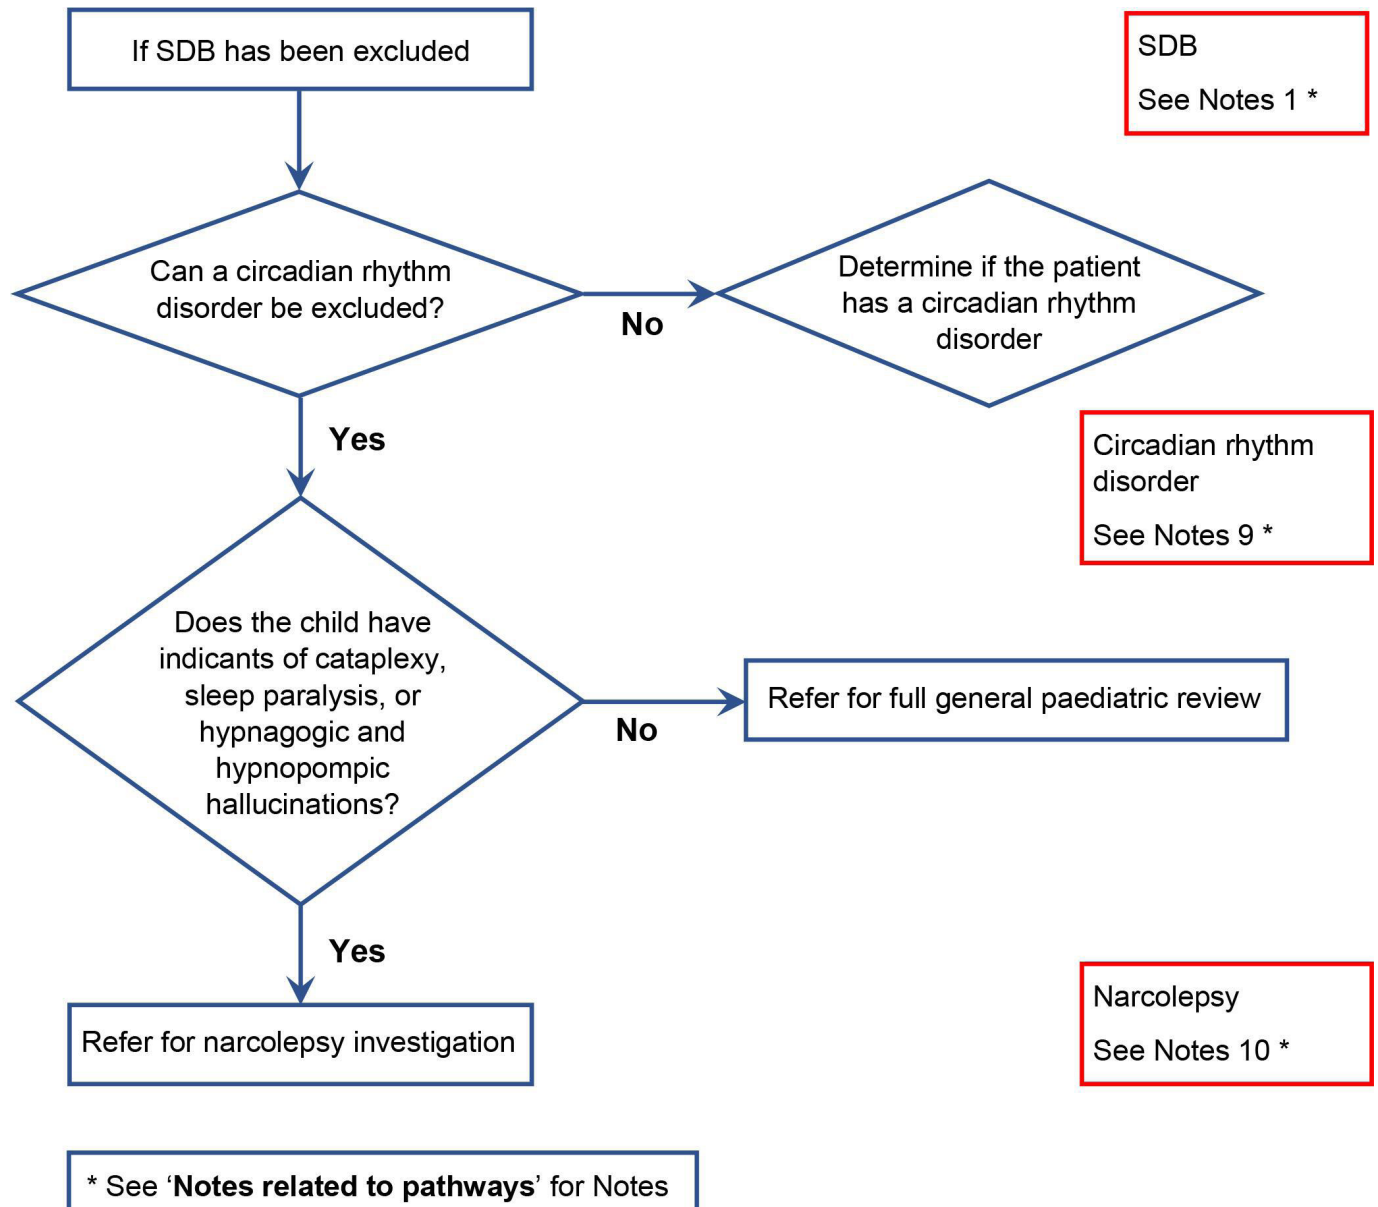 If SDB has been excluded
SDB
See Notes 1 *
Can a circadian rhythm
disorder be excluded?
No
Determine if the patient
has a circadian rhythm
disorder
Yes
Circadian rhythm
disorder
See Notes 9 *
Does the child have
indicants of cataplexy,
sleep paralysis, or
hypnagogic and
hypnopompic
hallucinations?
No
Refer for full general paediatric review
Yes
Refer for narcolepsy investigation
Narcolepsy
See Notes 10 *
* See ‘Notes related to pathways’ for Notes